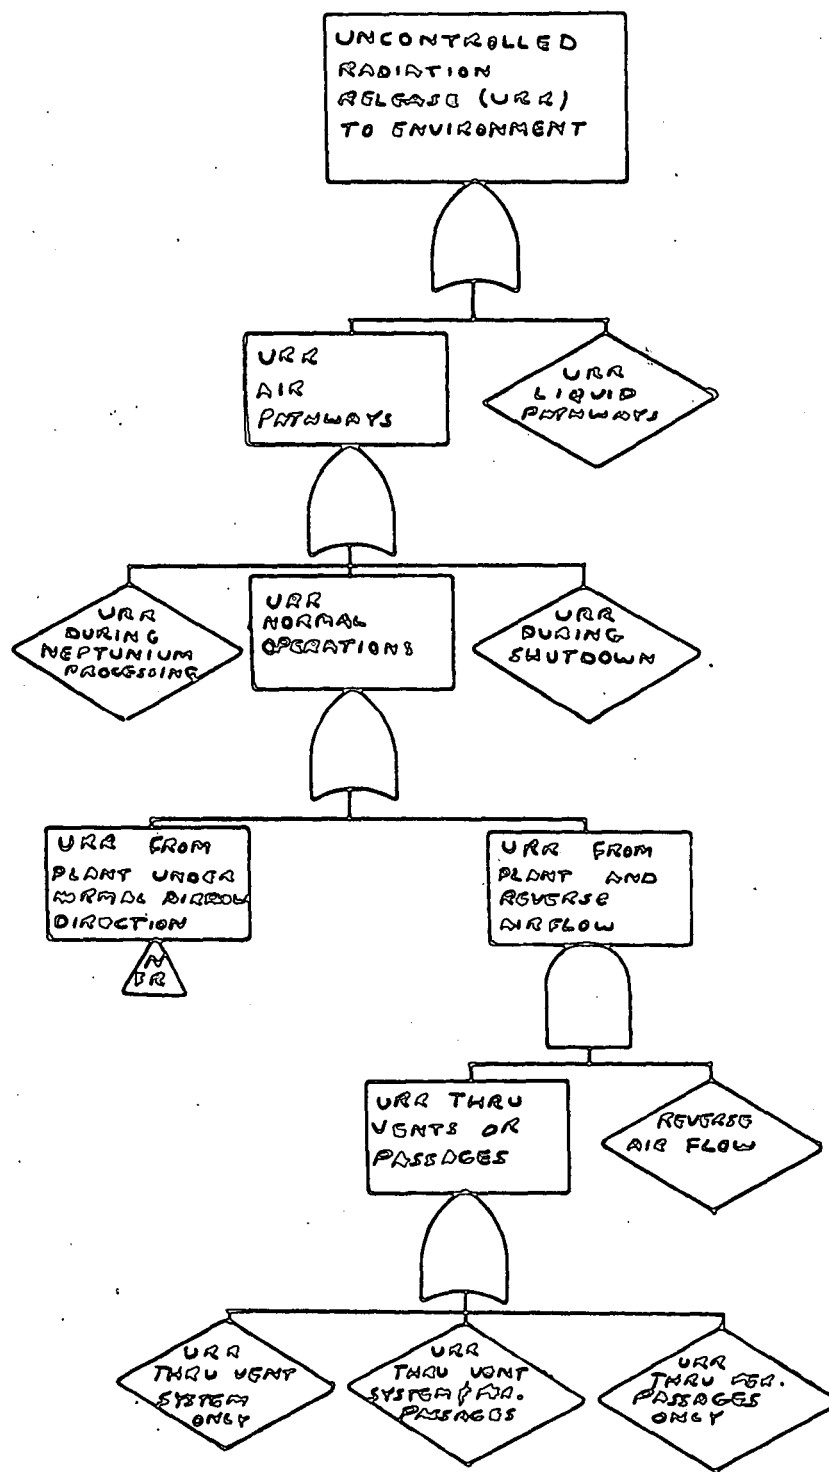 UNCONTROLLED
RADIATION
RELEASE (URR)
TO ENVIRONMENT
URR
AIR
PATHWAYS
URR
LIQUID
PATHWAYS
URR
DURING
NEPTUNIUM
PROCESSING
URR
NORMAL
OPERATIONS
URR
DURING
SHUTDOWN
URR FROM
PLANT UNDER
DIRECTION
URR FROM
PLANT AND
REVERSE
AIRFLOW
N
URR THRU
VENTS OR
PASSAGES
REVERSE
AIR FLOW
URR
THRU VENT
SYSTEM
ONLY
URR
THRU VENT
SYSTEM &
PASSAGES
URR
THRU PER.
PASSAGES
ONLY